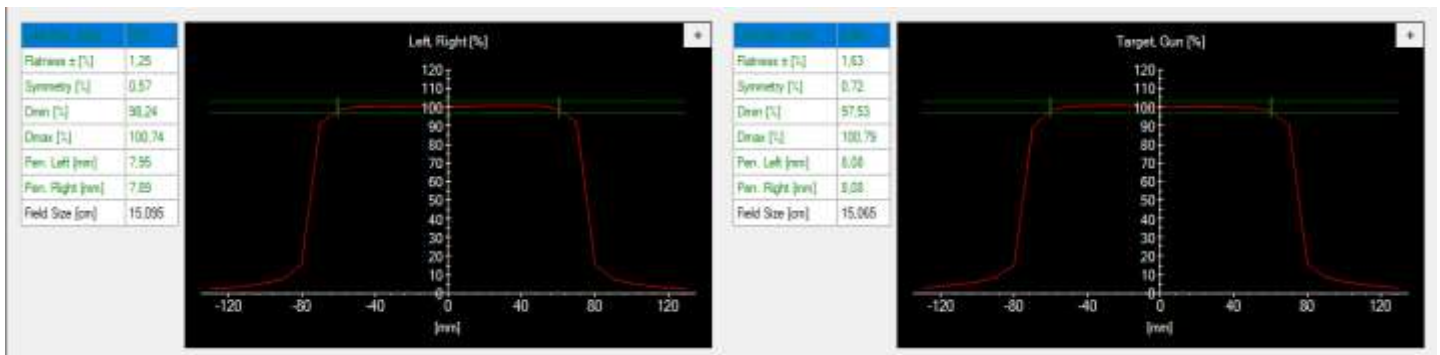 Flatness ± [%] 1,25
Symmetry [%] 0.57
Dmin [%] 98,24
Dmax [%] 100,74
Pen. Left [mm] 7.95
Pen. Right [mm] 7.89
Field Size [cm] 15,095
Left, Right [%]
+
120
110
100
90
80
70
60
50
40
30
20
10
0
-120 -80 -40 0 40 80 120
[mm]
Flatness ± [%] 1,63
Symmetry [%] 0.72
Dmin [%] 97,53
Dmax [%] 100,79
Pen. Left [mm] 8,08
Pen. Right [mm] 8,08
Field Size [cm] 15,065
Target, Gun [%]
+
120
110
100
90
80
70
60
50
40
30
20
10
0
-120 -80 -40 0 40 80 120
[mm]